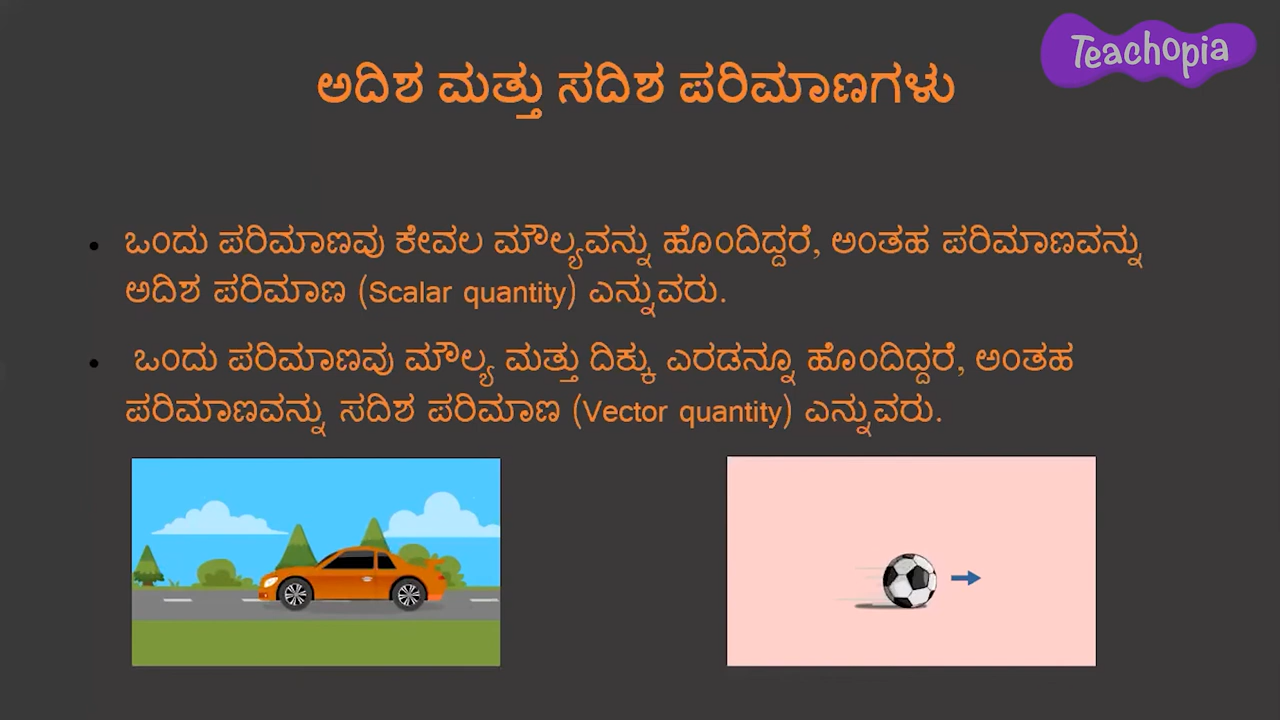 Teachopia
ಅದಿಶ ಮತ್ತು ಸದಿಶ ಪರಿಮಾಣಗಳು
• ಒಂದು ಪರಿಮಾಣವು ಕೇವಲ ಮೌಲ್ಯವನ್ನು ಹೊಂದಿದ್ದರೆ, ಅಂತಹ ಪರಿಮಾಣವನ್ನು
ಅದಿಶ ಪರಿಮಾಣ (Scalar quantity) ಎನ್ನುವರು.
• ಒಂದು ಪರಿಮಾಣವು ಮೌಲ್ಯ ಮತ್ತು ದಿಕ್ಕು ಎರಡನ್ನೂ ಹೊಂದಿದ್ದರೆ, ಅಂತಹ
ಪರಿಮಾಣವನ್ನು ಸದಿಶ ಪರಿಮಾಣ (Vector quantity) ಎನ್ನುವರು.